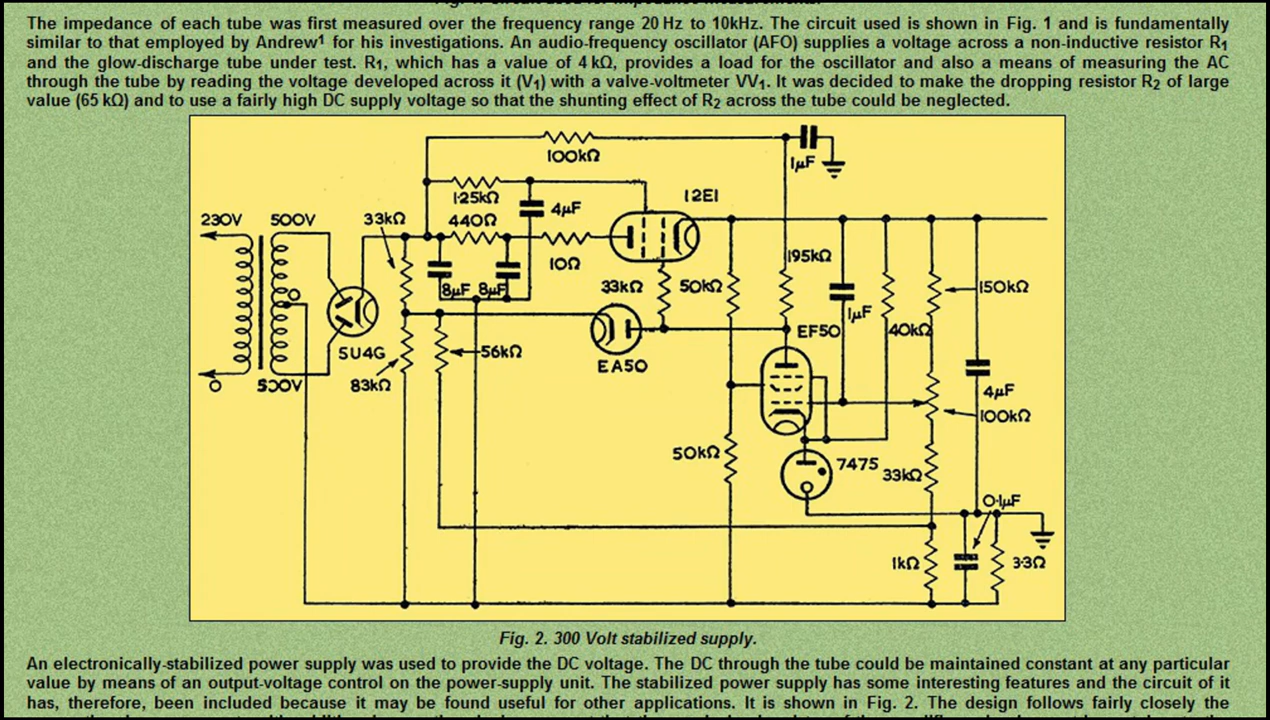 The impedance of each tube was first measured over the frequency range 20 Hz to 10kHz. The circuit used is shown in Fig. 1 and is fundamentally
similar to that employed by Andrew¹ for his investigations. An audio-frequency oscillator (AFO) supplies a voltage across a non-inductive resistor R₁
and the glow-discharge tube under test. R₁, which has a value of 4 kΩ, provides a load for the oscillator and also a means of measuring the AC
through the tube by reading the voltage developed across it (V₁) with a valve-voltmeter VV₁. It was decided to make the dropping resistor R₂ of large
value (65 kΩ) and to use a fairly high DC supply voltage so that the shunting effect of R₂ across the tube could be neglected.
100kΩ
1μF
1·25kΩ
4μF
12E1
230V
500V
33kΩ
440Ω
10Ω
195kΩ
8μF
8μF
33kΩ
50kΩ
150kΩ
0
1μF
EF50
40kΩ
5U4G
56kΩ
EA50
0
500V
83kΩ
4μF
100kΩ
50kΩ
7475
33kΩ
0·1μF
1kΩ
3·3Ω
Fig. 2. 300 Volt stabilized supply.
An electronically-stabilized power supply was used to provide the DC voltage. The DC through the tube could be maintained constant at any particular
value by means of an output-voltage control on the power-supply unit. The stabilized power supply has some interesting features and the circuit of it
has, therefore, been included because it may be found useful for other applications. It is shown in Fig. 2. The design follows fairly closely the